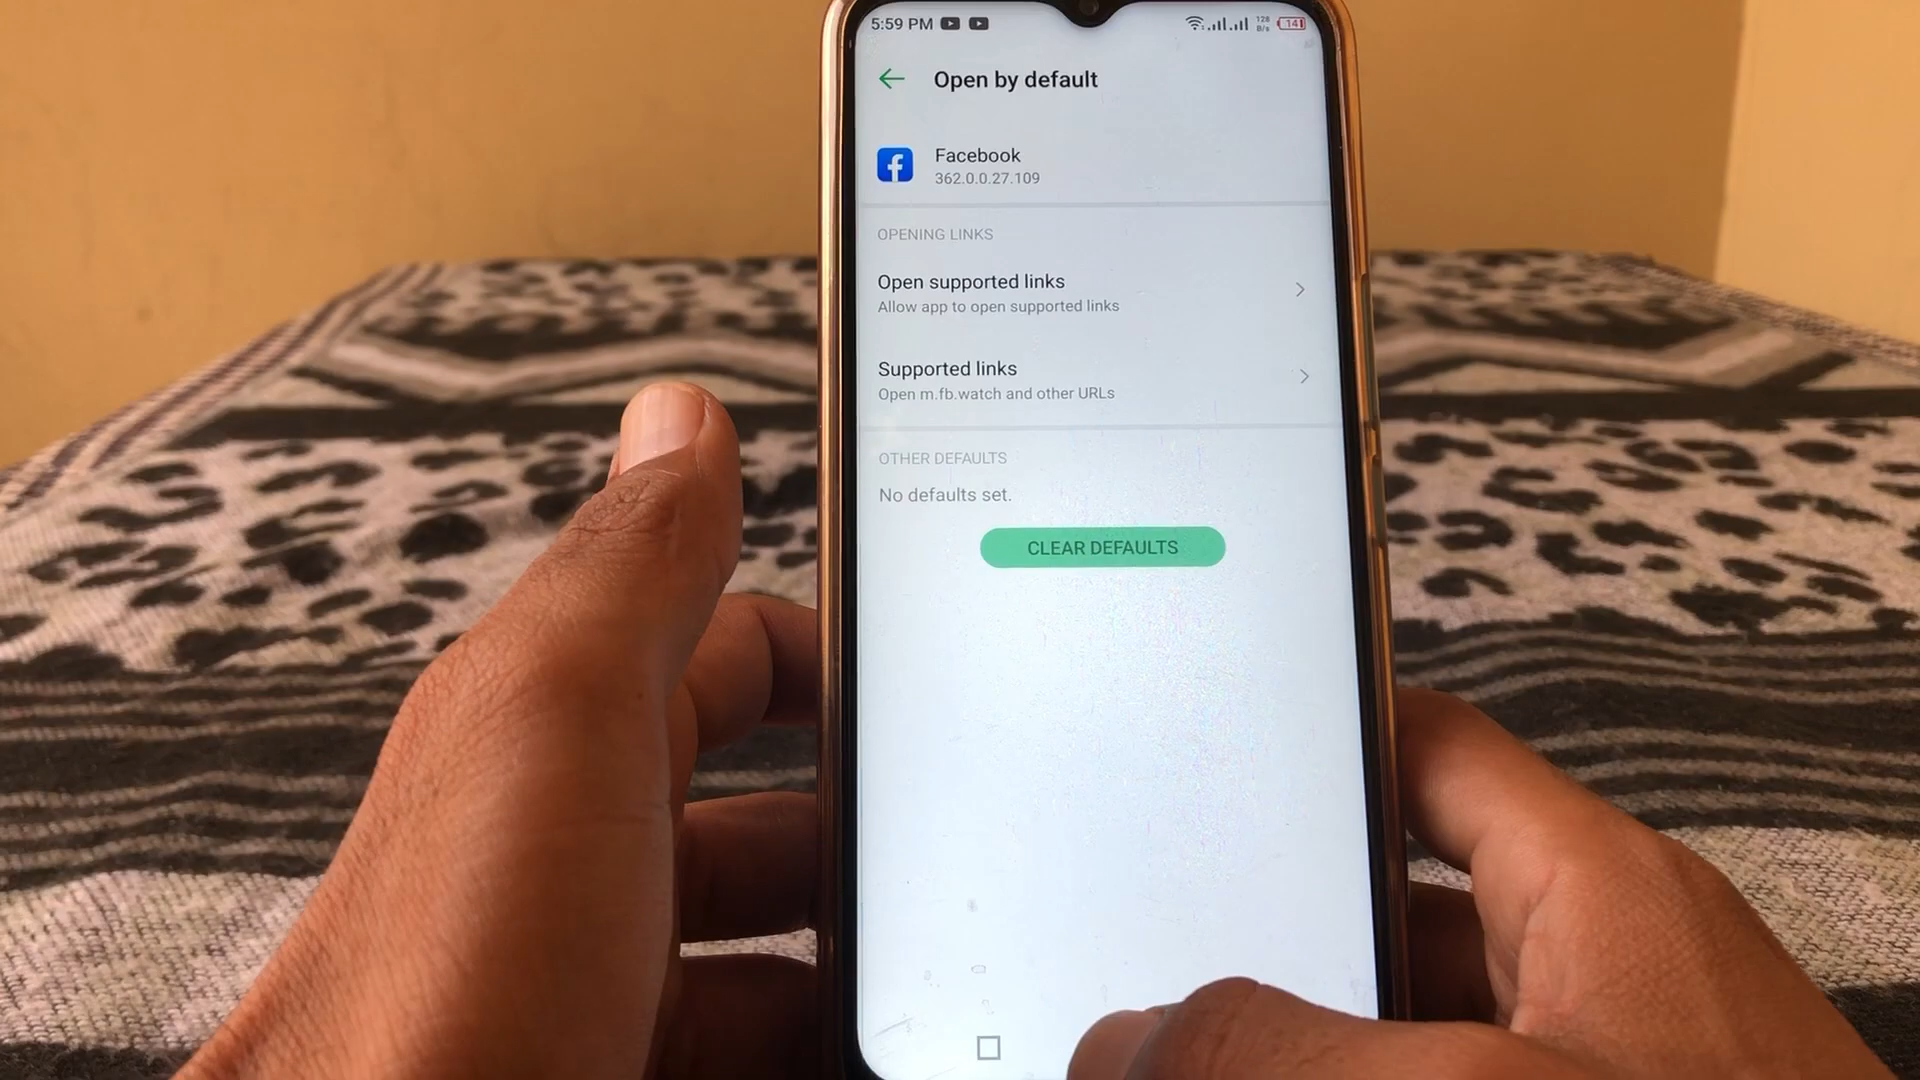 5:59 PM
128
B/s
14
Open by default
Facebook
362.0.0.27.109
OPENING LINKS
Open supported links
Allow app to open supported links
Supported links
Open m.fb.watch and other URLs
OTHER DEFAULTS
No defaults set.
CLEAR DEFAULTS